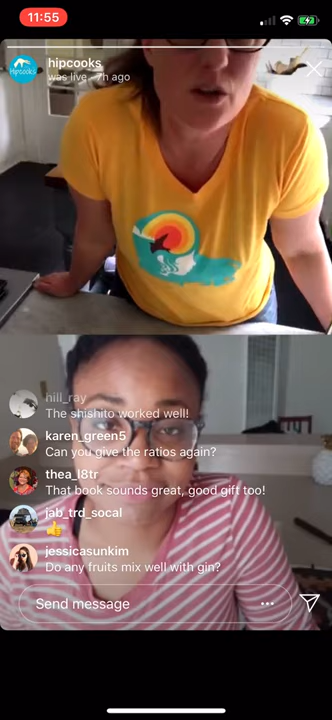 11:55
hipcooks
was live · 7h ago
Hipcooks
hill_ray
The shishito worked well!
karen_green5
Can you give the ratios again?
thea_l8tr
That book sounds great, good gift too!
jab_trd_socal
👍
jessicasunkim
Do any fruits mix well with gin?
Send message